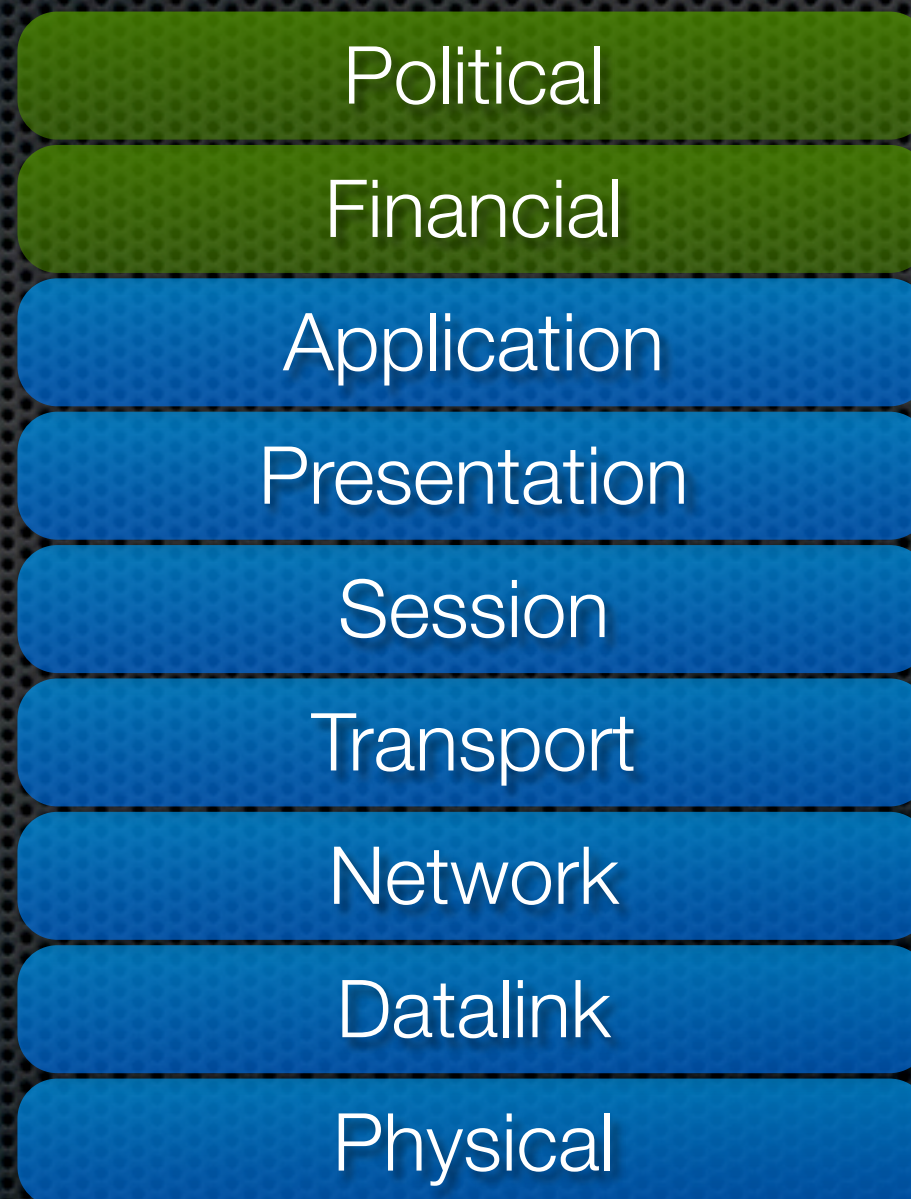 Political
Financial
Application
Presentation
Session
Transport
Network
Datalink
Physical